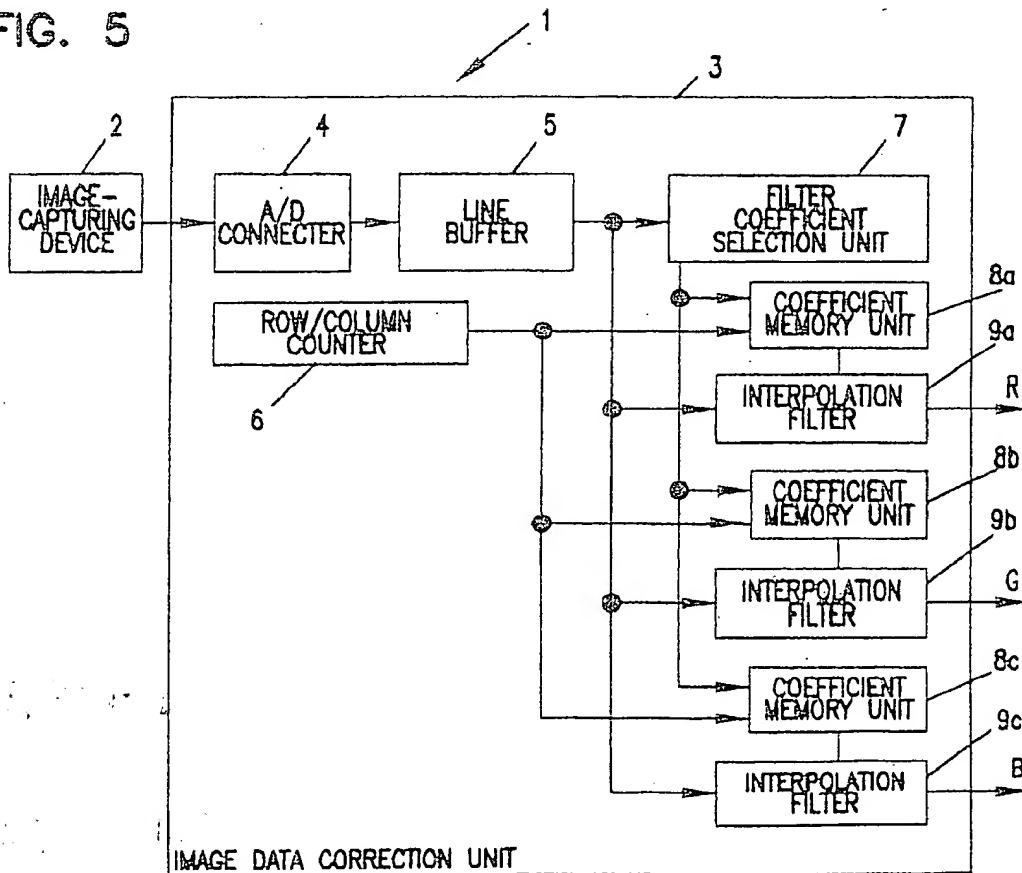 FIG. 5
1
3
2
4
5
7
IMAGE-
CAPTURING
DEVICE
A/D
CONNECTER
LINE
BUFFER
FILTER
COEFFICIENT
SELECTION UNIT
8a
ROW/COLUMN
COUNTER
COEFFICIENT
MEMORY UNIT
9a
6
INTERPOLATION
FILTER
R
8b
COEFFICIENT
MEMORY UNIT
9b
INTERPOLATION
FILTER
G
8c
COEFFICIENT
MEMORY UNIT
9c
INTERPOLATION
FILTER
B
IMAGE DATA CORRECTION UNIT